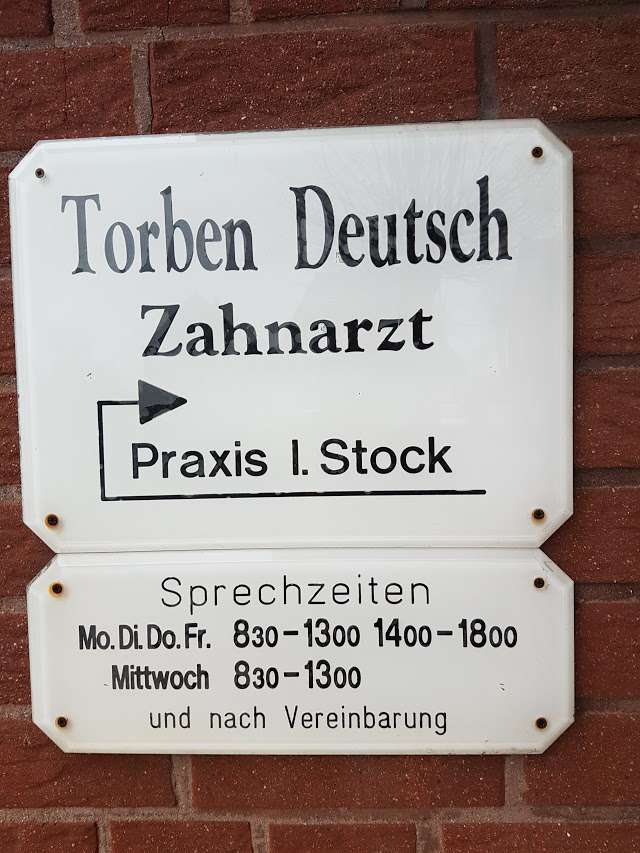 Torben Deutsch
Zahnarzt
Praxis I. Stock
Sprechzeiten
Mo. Di. Do. Fr. 830-1300 1400-1800
Mittwoch 830-1300
und nach Vereinbarung